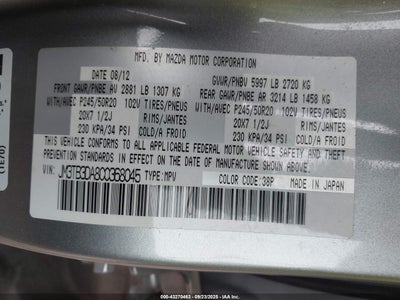 MFD. BY MAZDA MOTOR CORPORATION
DATE 08/12 GVWR/PNBV 5997 LB 2720 KG
FRONT GAWR/PNBE AV 2881 LB 1307 KG REAR GAWR/PNBE AR 3214 LB 1458 KG
WITH/AVEC P245/50R20 102V TIRES/PNEUS WITH/AVEC P245/50R20 102V TIRES/PNEUS
20X7 1/2J RIMS/JANTES 20X7 1/2J RIMS/JANTES
230 KPA/34 PSI COLD/A FROID 230 KPA/34 PSI COLD/A FROID
THIS VEHICLE CONFORMS TO ALL APPLICABLE FEDERAL MOTOR VEHICLE SAFETY AND THEFT
PREVENTION STANDARDS IN EFFECT ON THE DATE OF MANUFACTURE SHOWN ABOVE.
VIN: JM3TB3DA8C0368045 TYPE: MPV
COLOR CODE: 38P MADE IN JAPAN
(1E70)
000-43270463 - 09/23/2025 - IAAI.COM